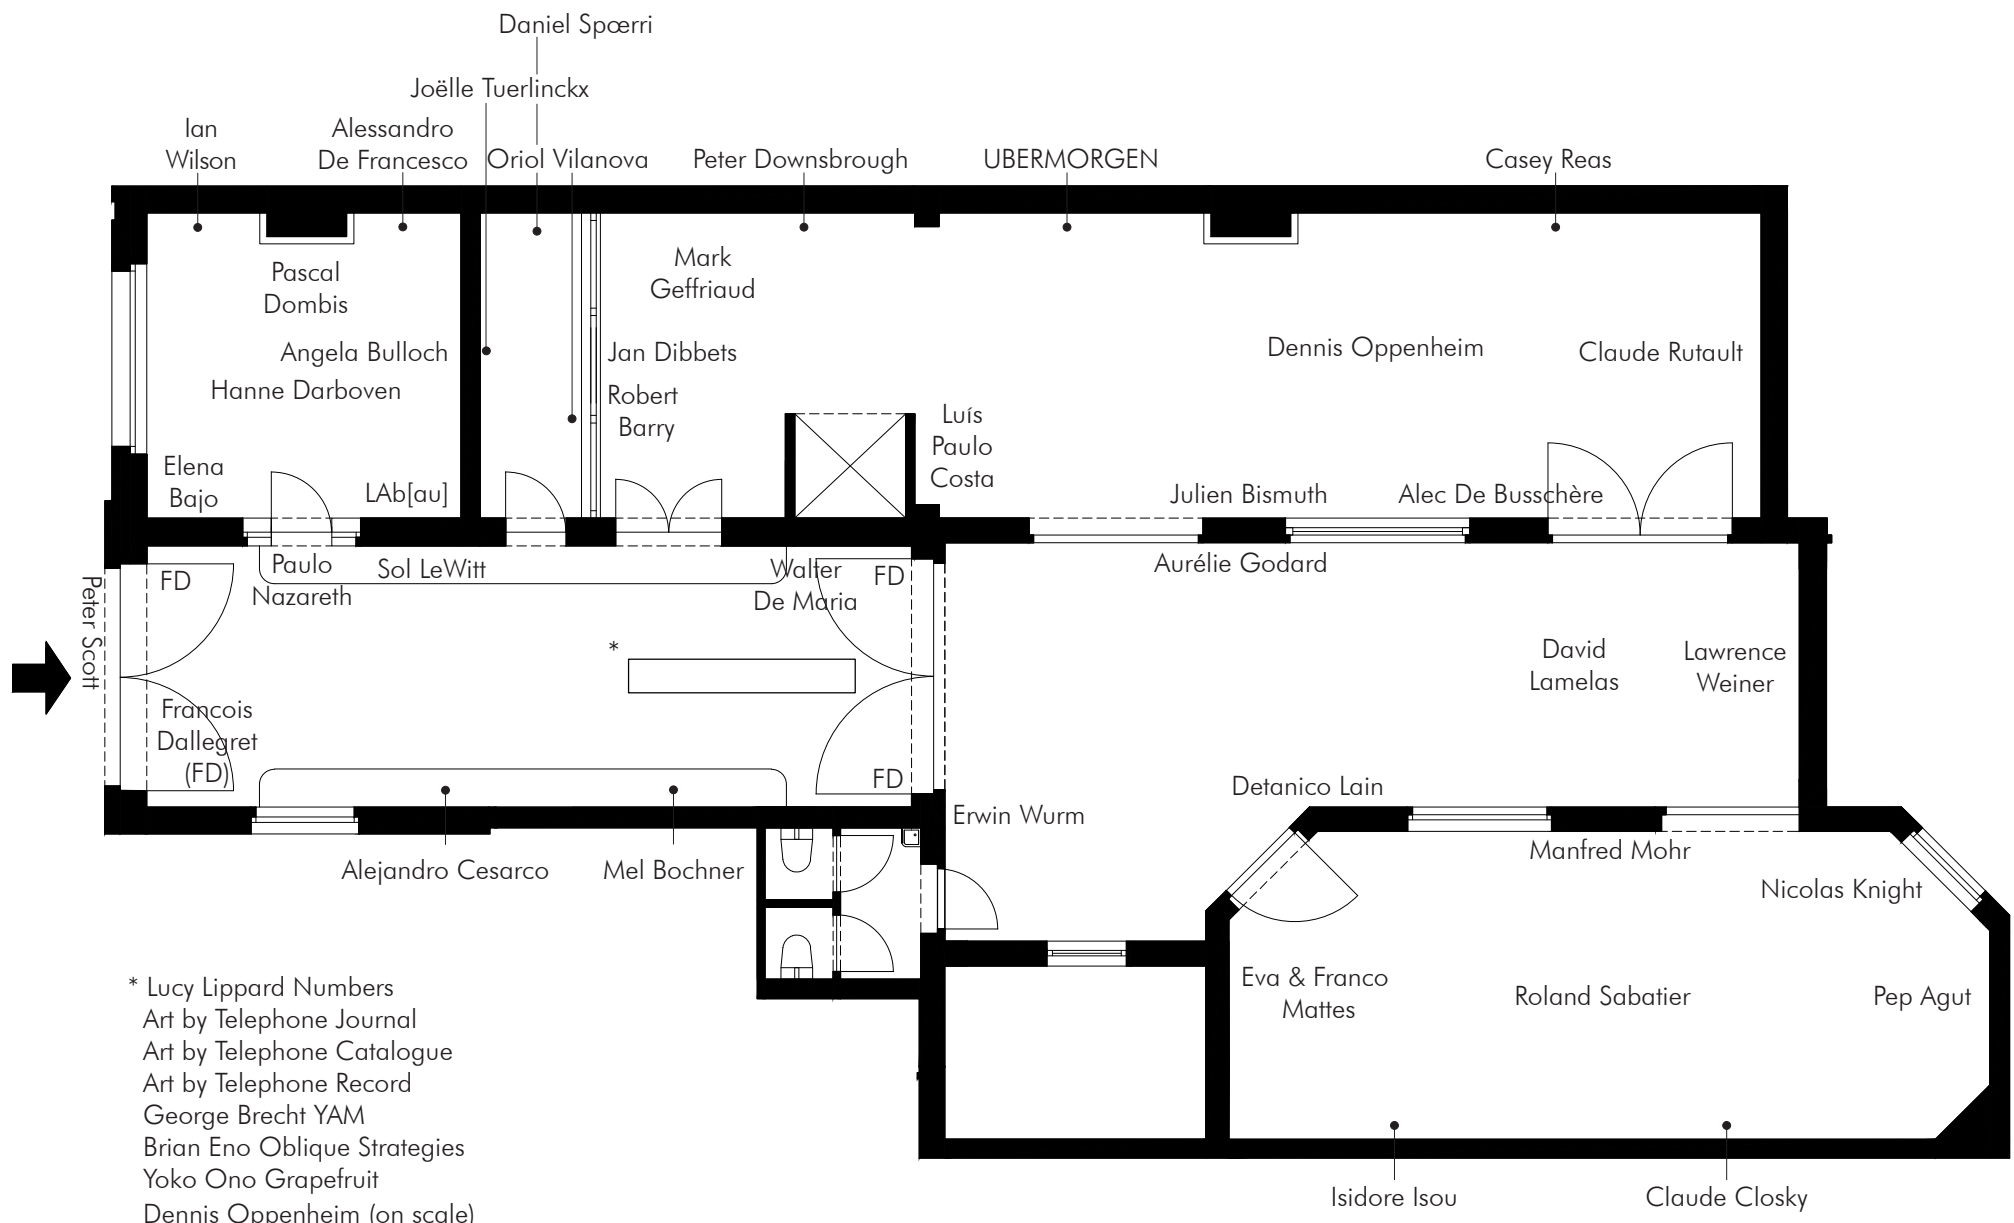 Daniel Spœrri
Joëlle Tuerlinckx
Ian
Wilson
Alessandro
De Francesco
Oriol Vilanova
Peter Downsbrough
UBERMORGEN
Casey Reas
Pascal
Dombis
Angela Bulloch
Hanne Darboven
Elena
Bajo
LAb[au]
Mark
Geffriaud
Jan Dibbets
Robert
Barry
Luís
Paulo
Costa
Dennis Oppenheim
Claude Rutault
Julien Bismuth
Alec De Busschère
Peter Scott
FD
Paulo
Nazareth
Sol LeWitt
Walter
De Maria
FD
*
Francois
Dallegret
(FD)
FD
Aurélie Godard
David
Lamelas
Lawrence
Weiner
Detanico Lain
Erwin Wurm
Alejandro Cesarco
Mel Bochner
Manfred Mohr
Nicolas Knight
Eva & Franco
Mattes
Roland Sabatier
Pep Agut
Isidore Isou
Claude Closky
* Lucy Lippard Numbers
Art by Telephone Journal
Art by Telephone Catalogue
Art by Telephone Record
George Brecht YAM
Brian Eno Oblique Strategies
Yoko Ono Grapefruit
Dennis Oppenheim (on scale)